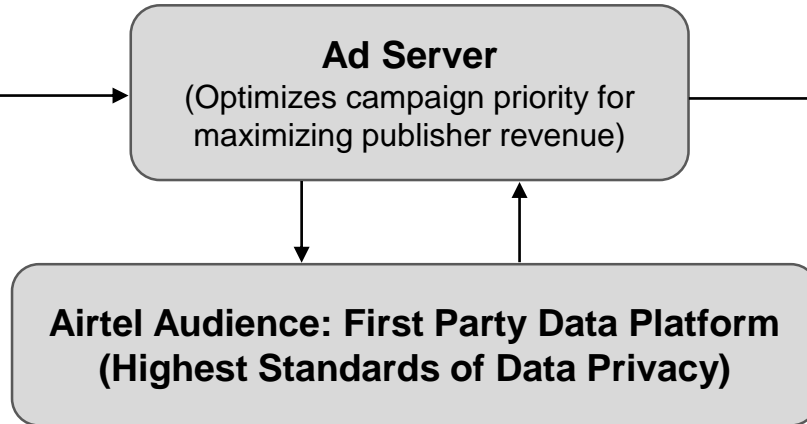 Ad Server
(Optimizes campaign priority for
maximizing publisher revenue)
Airtel Audience: First Party Data Platform
(Highest Standards of Data Privacy)